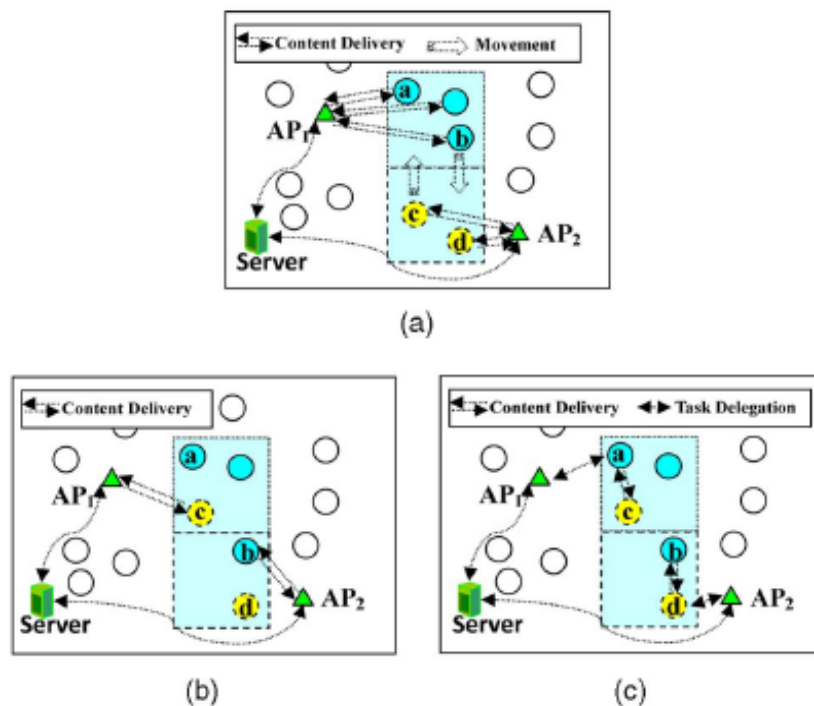 Content Delivery Movement
a
AP1
b
c
d
AP2
Server
(a)
Content Delivery
a
AP1
c
b
d
AP2
Server
(b)
Content Delivery Task Delegation
a
AP1
c
b
d
AP2
Server
(c)